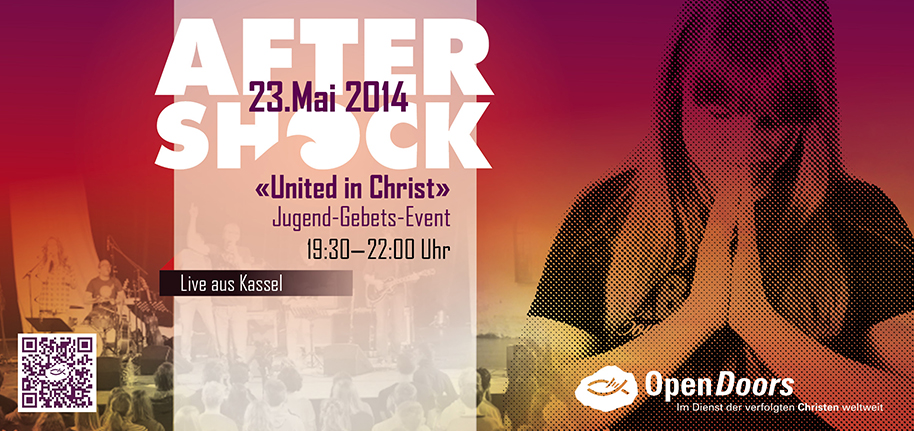 AFTER
23.Mai 2014
SHOCK
«United in Christ»
Jugend-Gebets-Event
19:30–22:00 Uhr
Live aus Kassel
OpenDoors
Im Dienst der verfolgten Christen weltweit